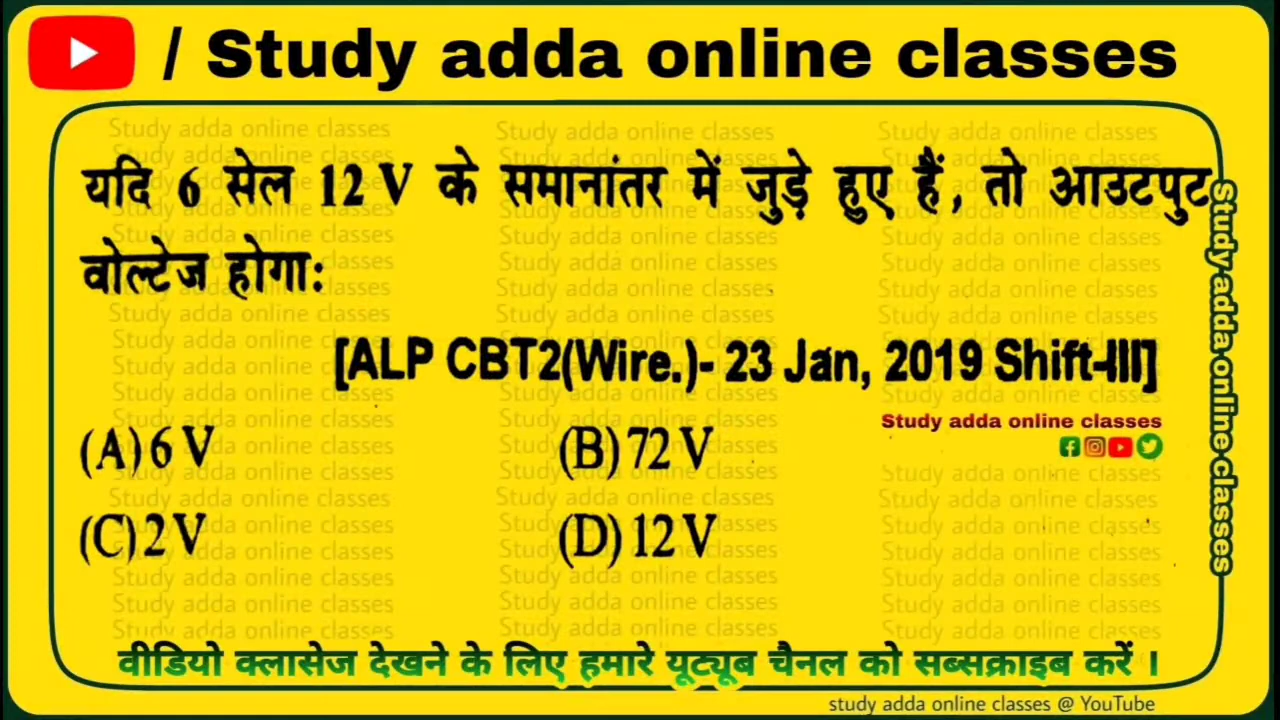 / Study adda online classes
यदि 6 सेल 12 V के समानांतर में जुड़े हुए हैं, तो आउटपुट
वोल्टेज होगा:
[ALP CBT2(Wire.)- 23 Jan, 2019 Shift-III]
Study adda online classes
(A) 6 V
(B) 72 V
(C) 2 V
(D) 12 V
Study adda online classes
वीडियो क्लासेज देखने के लिए हमारे यूट्यूब चैनल को सब्सक्राइब करें ।
study adda online classes @ YouTube